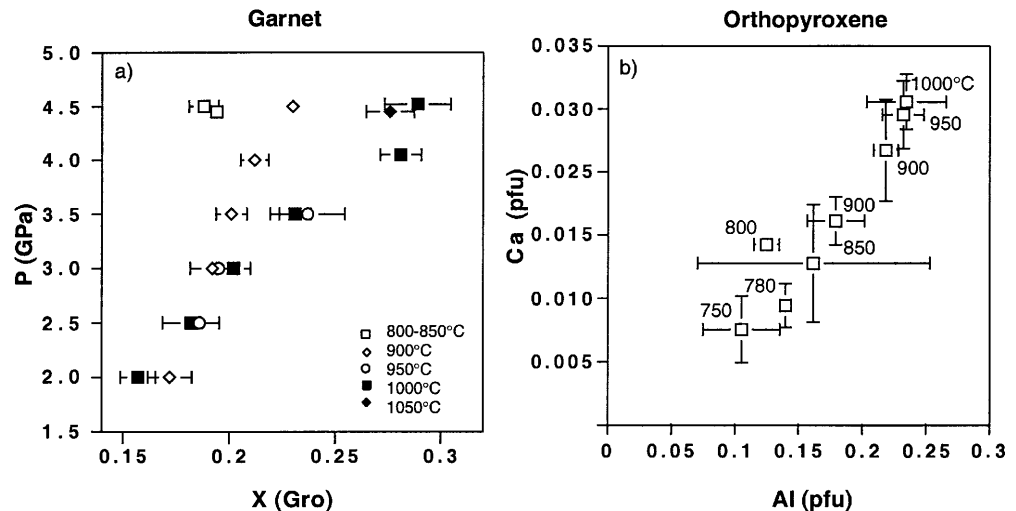 Garnet
a)
P (GPa)
5.0
4.5
4.0
3.5
3.0
2.5
2.0
1.5
800-850°C
900°C
950°C
1000°C
1050°C
0.15
0.2
0.25
0.3
X (Gro)
Orthopyroxene
b)
Ca (pfu)
0.035
0.030
0.025
0.015
0.010
0.005
1000°C
950
900
900
800
850
780
750
0
0.05
0.1
0.15
0.2
0.25
0.3
Al (pfu)